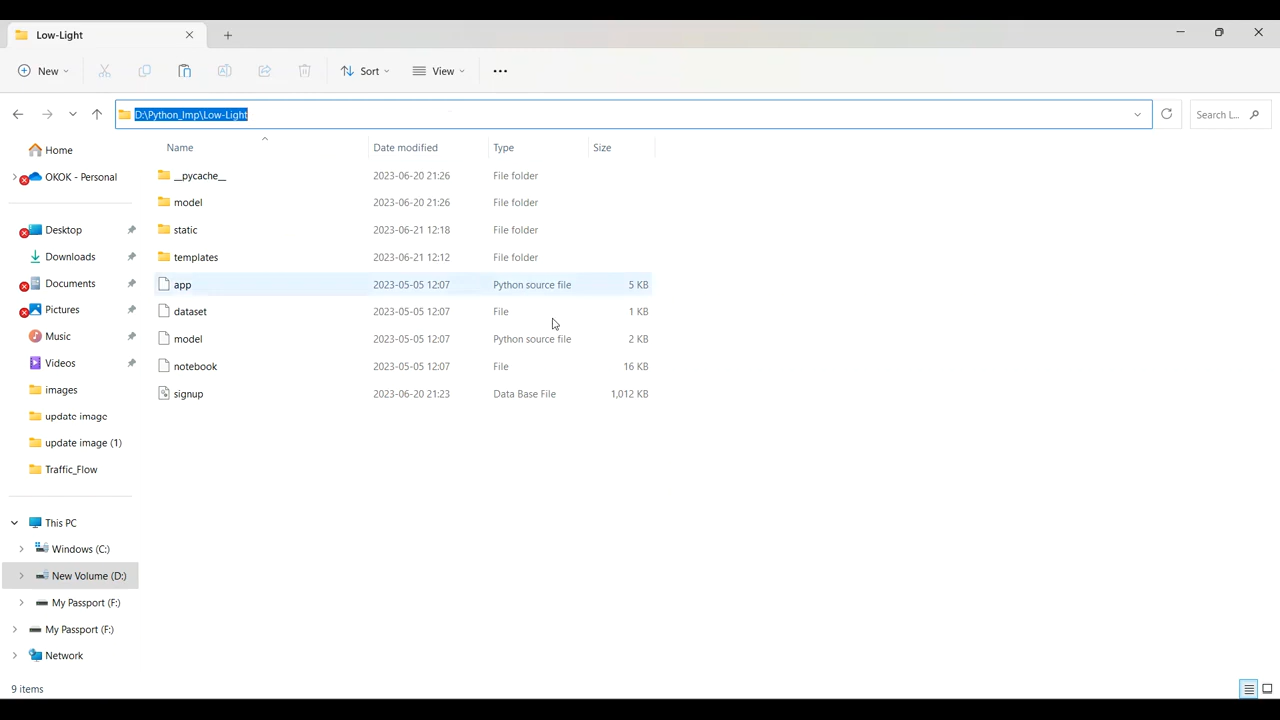 Low-Light
New
Sort
View
D:\Python_Imp\Low-Light
Search L...
Home
OKOK - Personal
Desktop
Downloads
Documents
Pictures
Music
Videos
images
update image
update image (1)
Traffic_Flow
This PC
Windows (C:)
New Volume (D:)
My Passport (F:)
My Passport (F:)
Network
Name Date modified Type Size
__pycache__ 2023-06-20 21:26 File folder
model 2023-06-20 21:26 File folder
static 2023-06-21 12:18 File folder
templates 2023-06-21 12:12 File folder
app 2023-05-05 12:07 Python source file 5 KB
dataset 2023-05-05 12:07 File 1 KB
model 2023-05-05 12:07 Python source file 2 KB
notebook 2023-05-05 12:07 File 16 KB
signup 2023-06-20 21:23 Data Base File 1,012 KB
9 items